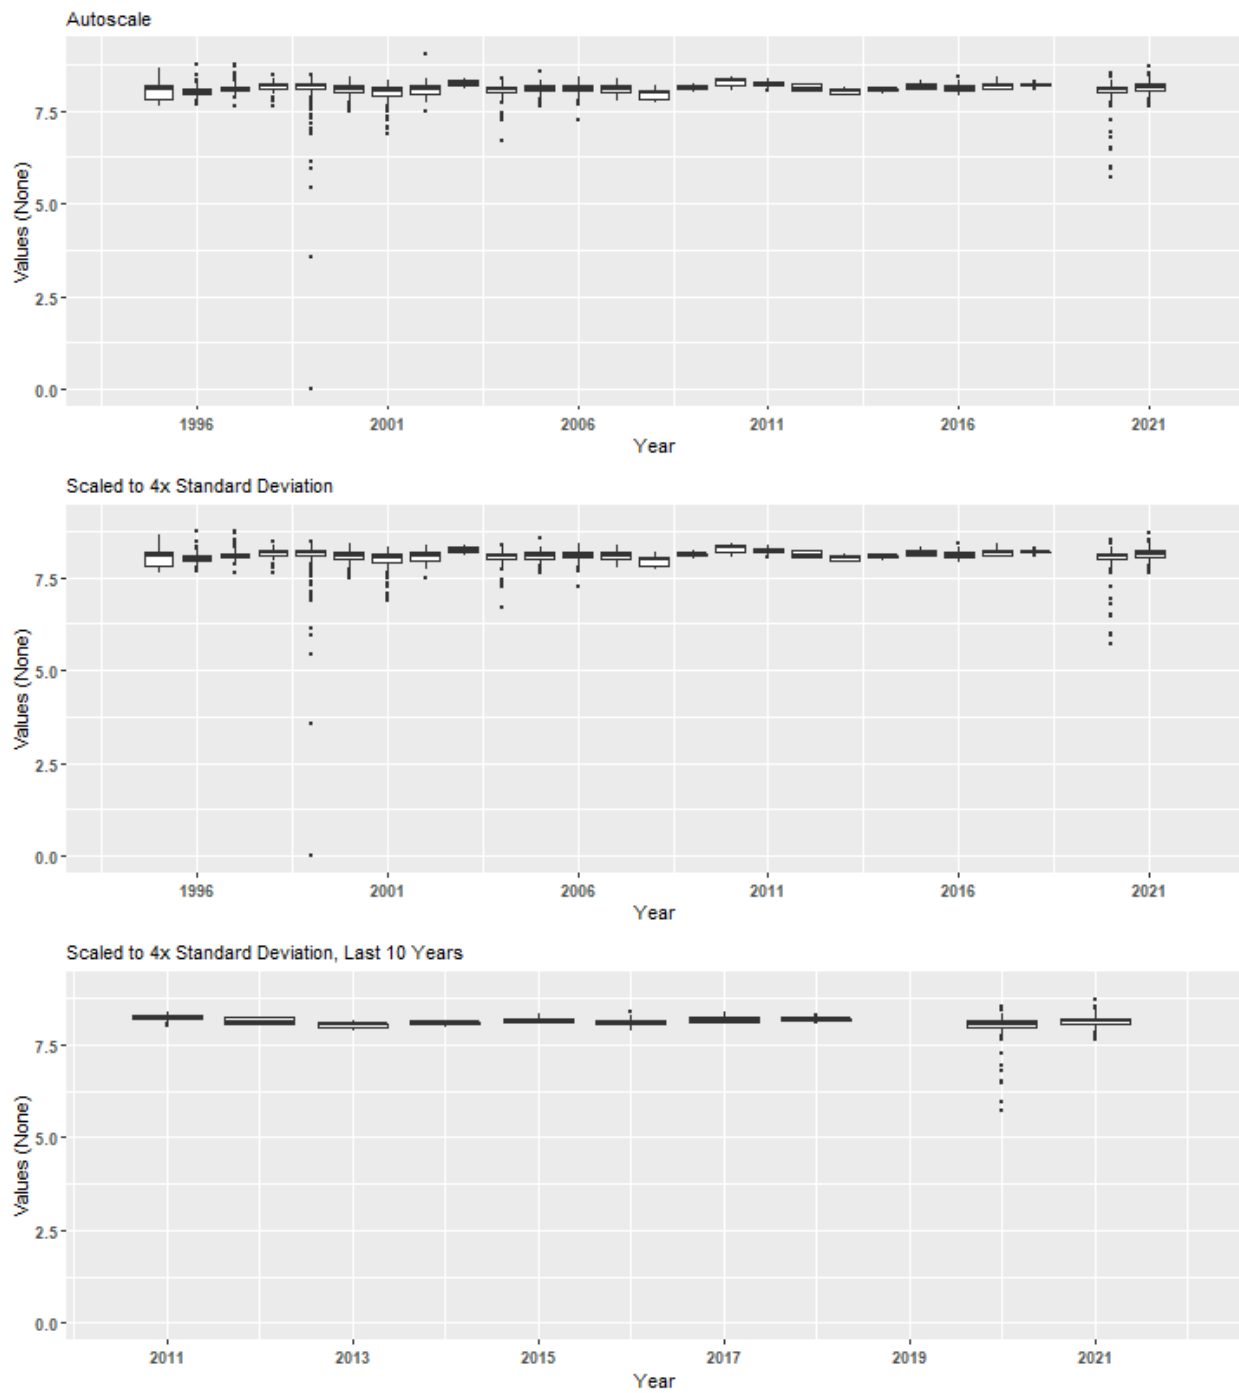 Autoscale
Values (None)
7.5
5.0
2.5
0.0
1996 2001 2006 2011 2016 2021
Year
Scaled to 4x Standard Deviation
Values (None)
7.5
5.0
2.5
0.0
1996 2001 2006 2011 2016 2021
Year
Scaled to 4x Standard Deviation, Last 10 Years
Values (None)
7.5
5.0
2.5
0.0
2011 2013 2015 2017 2019 2021
Year